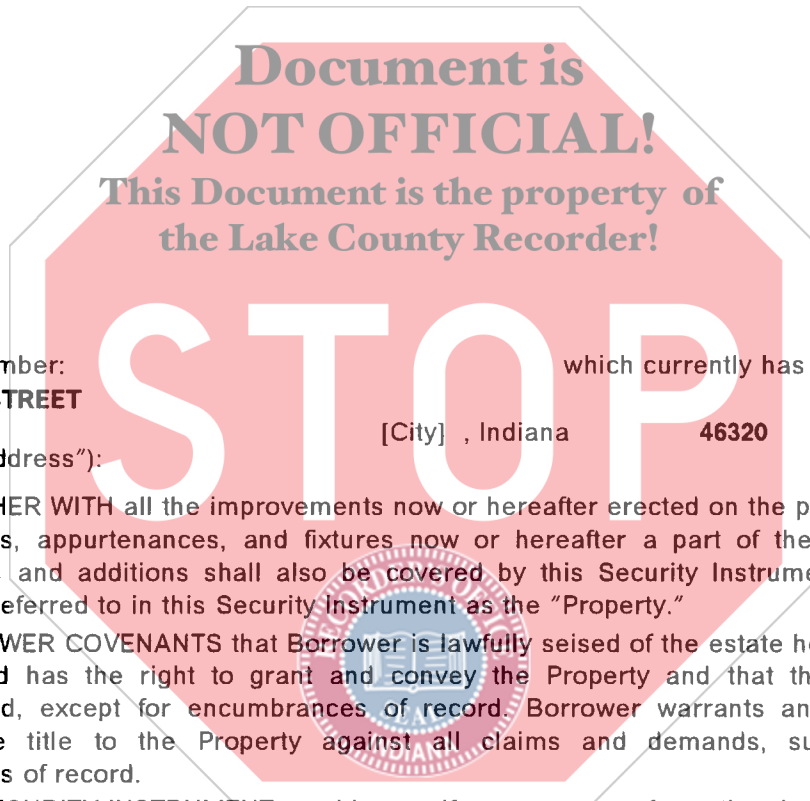 Document is
NOT OFFICIAL!
This Document is the property of
the Lake County Recorder!
STOP
mber: which currently has
STREET
[City] , Indiana 46320
ddress"):
HER WITH all the improvements now or hereafter erected on the p
s, appurtenances, and fixtures now or hereafter a part of the
and additions shall also be covered by this Security Instrume
eferred to in this Security Instrument as the "Property."
WER COVENANTS that Borrower is lawfully seised of the estate he
d has the right to grant and convey the Property and that th
d, except for encumbrances of record. Borrower warrants an
e title to the Property against all claims and demands, su
s of record.